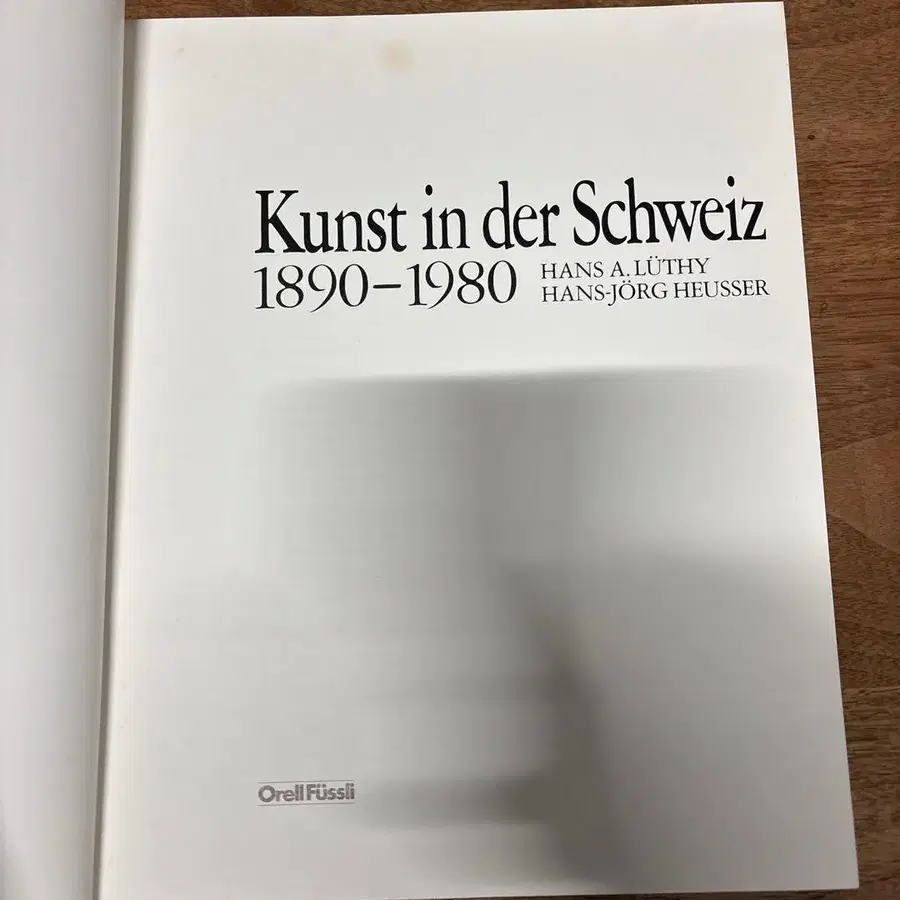 Kunst in der Schweiz
1890–1980
HANS A. LÜTHY
HANS-JÖRG HEUSSER
Orell Füssli